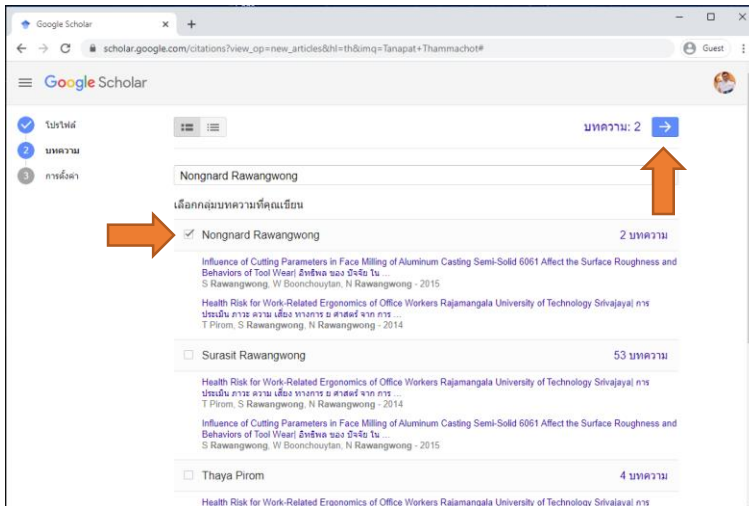 Google Scholar
scholar.google.com/citations?view_op=new_articles&hl=th&imq=Tanapat+Thammachot#
Guest
Google Scholar
โปรไฟล์
บทความ: 2
2 บทความ
3 การตั้งค่า
Nongnard Rawangwong
เลือกกลุ่มบทความที่คุณเขียน
Nongnard Rawangwong 2 บทความ
Influence of Cutting Parameters in Face Milling of Aluminum Casting Semi-Solid 6061 Affect the Surface Roughness and
Behaviors of Tool Wear| อิทธิพล ของ ปัจจัย ใน ...
S Rawangwong, W Boonchouytan, N Rawangwong - 2015
Health Risk for Work-Related Ergonomics of Office Workers Rajamangala University of Technology Srivajaya| การ
ประเมิน ภาวะ ความ เสี่ยง ทางการ ย ศาสตร์ จาก การ ...
T Pirom, S Rawangwong, N Rawangwong - 2014
Surasit Rawangwong 53 บทความ
Health Risk for Work-Related Ergonomics of Office Workers Rajamangala University of Technology Srivajaya| การ
ประเมิน ภาวะ ความ เสี่ยง ทางการ ย ศาสตร์ จาก การ ...
T Pirom, S Rawangwong, N Rawangwong - 2014
Influence of Cutting Parameters in Face Milling of Aluminum Casting Semi-Solid 6061 Affect the Surface Roughness and
Behaviors of Tool Wear| อิทธิพล ของ ปัจจัย ใน ...
S Rawangwong, W Boonchouytan, N Rawangwong - 2015
Thaya Pirom 4 บทความ
Health Risk for Work-Related Ergonomics of Office Workers Rajamangala University of Technology Srivajaya| การ